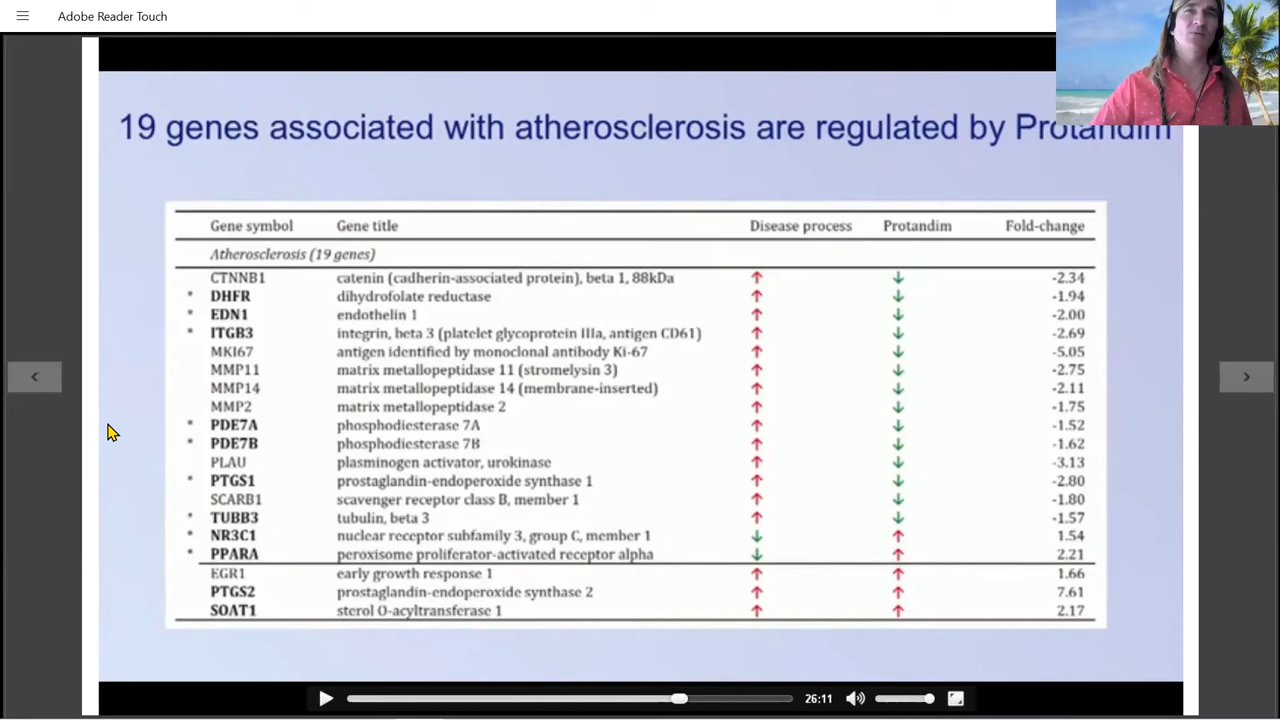 Adobe Reader Touch
19 genes associated with atherosclerosis are regulated by Protandim
Gene symbol Gene title Disease process Protandim Fold-change
Atherosclerosis (19 genes)
CTNNB1 catenin (cadherin-associated protein), beta 1, 88kDa ↑ ↓ -2.34
* DHFR dihydrofolate reductase ↑ ↓ -1.94
* EDN1 endothelin 1 ↑ ↓ -2.00
* ITGB3 integrin, beta 3 (platelet glycoprotein IIIa, antigen CD61) ↑ ↓ -2.69
MKI67 antigen identified by monoclonal antibody Ki-67 ↑ ↓ -5.05
MMP11 matrix metallopeptidase 11 (stromelysin 3) ↑ ↓ -2.75
MMP14 matrix metallopeptidase 14 (membrane-inserted) ↑ ↓ -2.11
MMP2 matrix metallopeptidase 2 ↑ ↓ -1.75
* PDE7A phosphodiesterase 7A ↑ ↓ -1.52
* PDE7B phosphodiesterase 7B ↑ ↓ -1.62
PLAU plasminogen activator, urokinase ↑ ↓ -3.13
* PTGS1 prostaglandin-endoperoxide synthase 1 ↑ ↓ -2.80
SCARB1 scavenger receptor class B, member 1 ↑ ↓ -1.80
* TUBB3 tubulin, beta 3 ↑ ↓ -1.57
* NR3C1 nuclear receptor subfamily 3, group C, member 1 ↓ ↑ 1.54
* PPARA peroxisome proliferator-activated receptor alpha ↓ ↑ 2.21
EGR1 early growth response 1 ↑ ↑ 1.66
PTGS2 prostaglandin-endoperoxide synthase 2 ↑ ↑ 7.61
SOAT1 sterol O-acyltransferase 1 ↑ ↑ 2.17
26:11